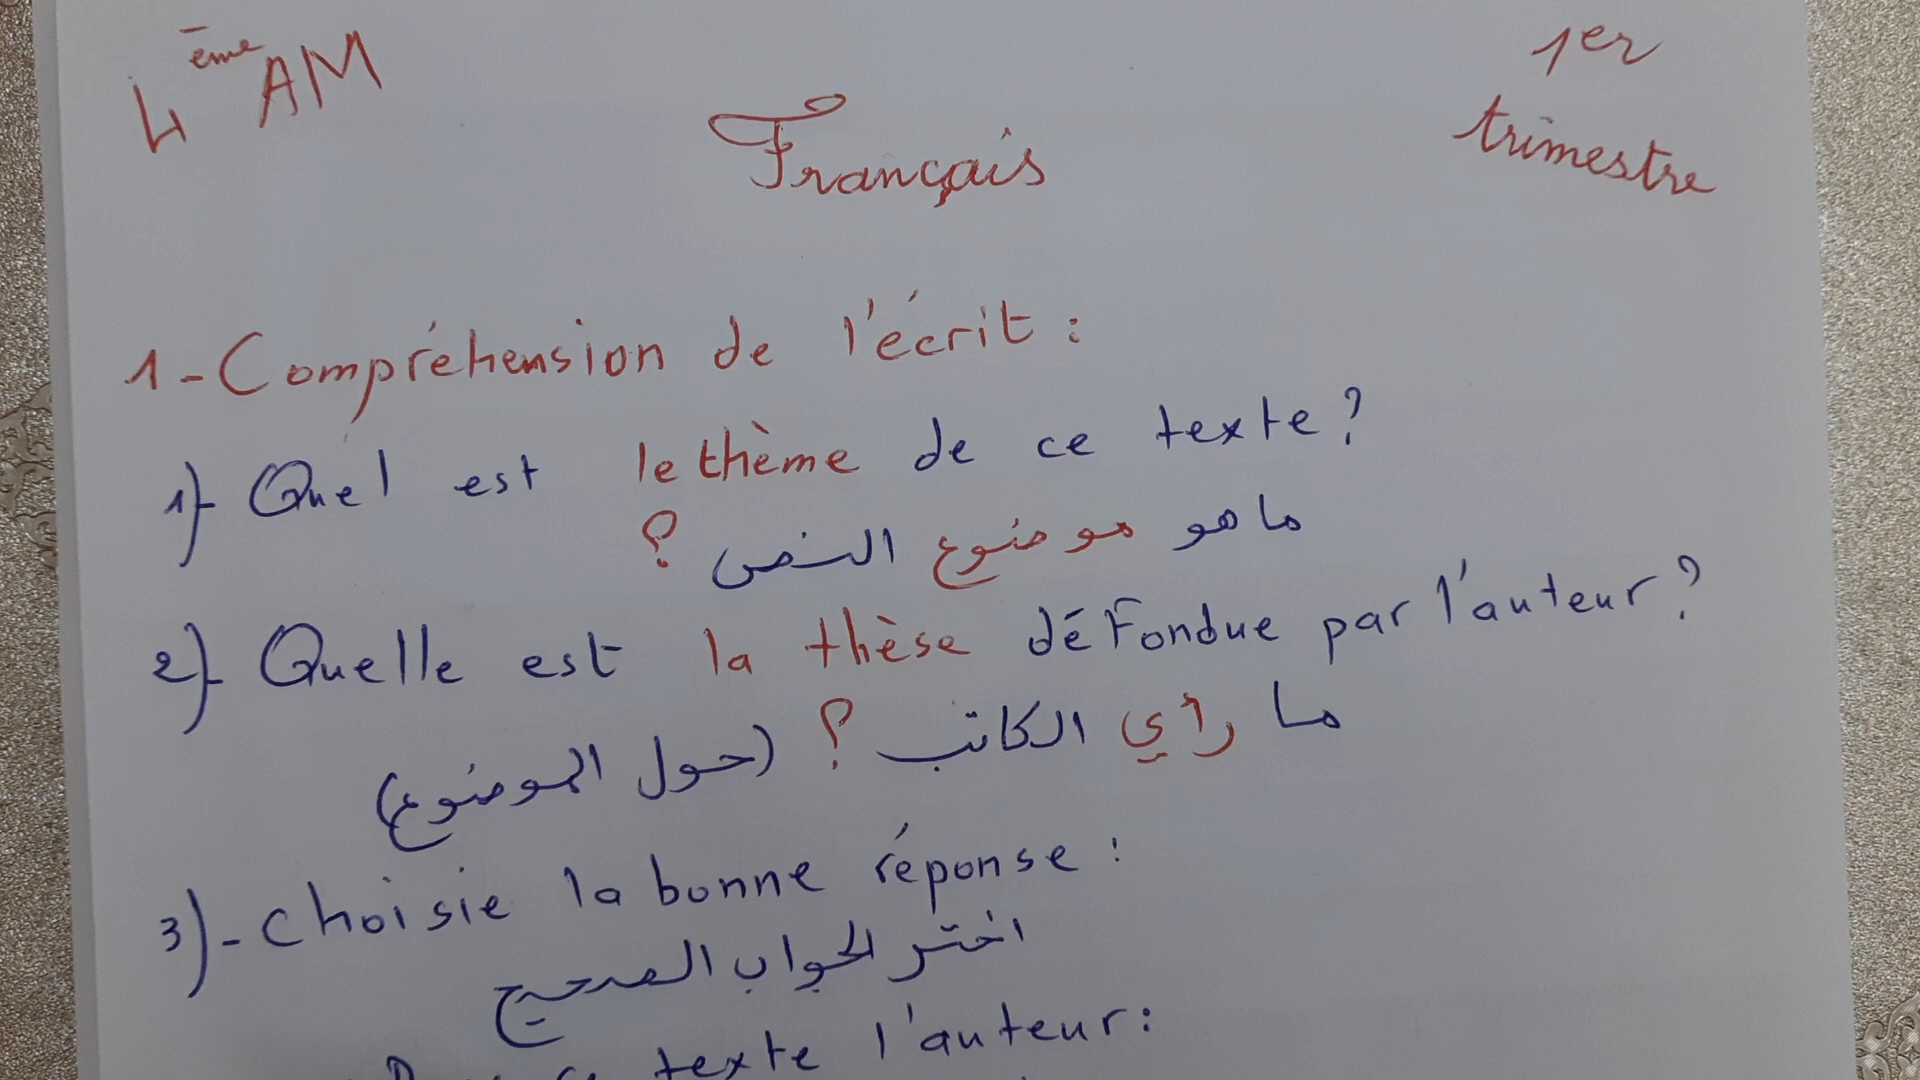 4ème AM
1er
trimestre
Français
1-Compréhension de l'écrit :
1)- Quel est le thème de ce texte?
ما هو موضوع النص ؟
2)- Quelle est la thèse défondue par l'auteur?
ما رأي الكاتب ؟ (حول الموضوع)
3)-Choisie la bonne réponse :
اختر الجواب الصحيح
ce texte l'auteur: